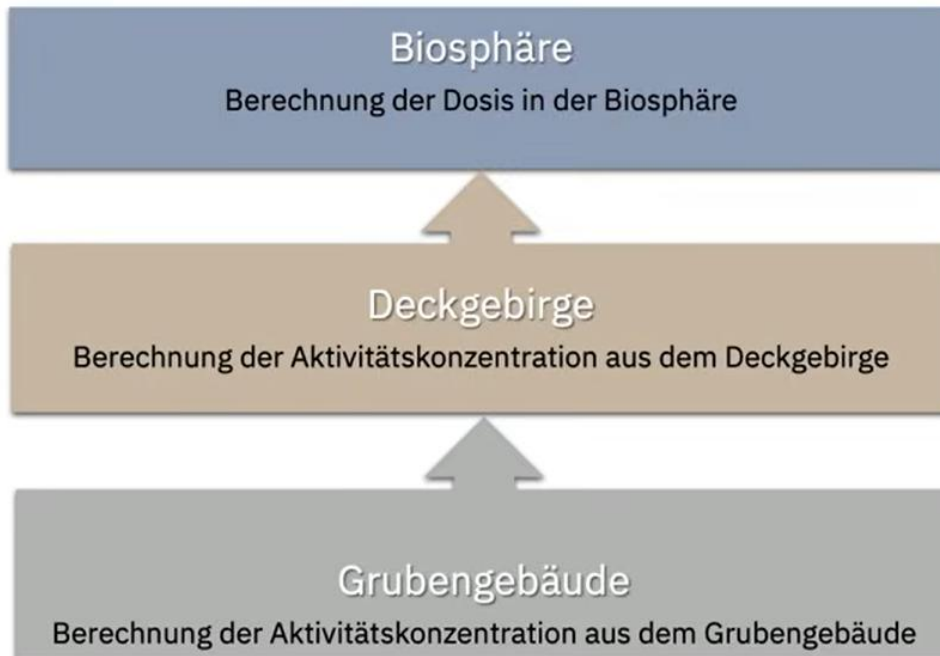 Biosphäre
Berechnung der Dosis in der Biosphäre
Deckgebirge
Berechnung der Aktivitätskonzentration aus dem Deckgebirge
Grubengebäude
Berechnung der Aktivitätskonzentration aus dem Grubengebäude